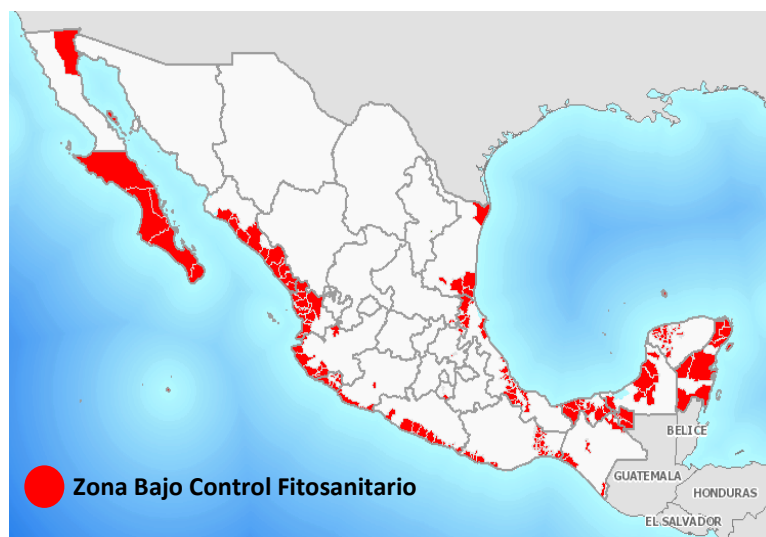 BELICE
GUATEMALA
Zona Bajo Control Fitosanitario
HONDURAS
EL SALVADOR